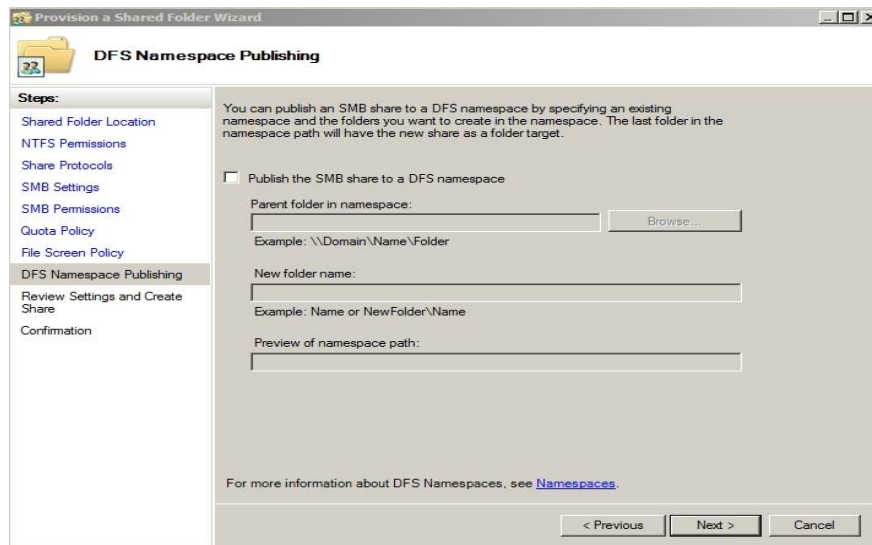 Provision a Shared Folder Wizard
DFS Namespace Publishing
Steps:
Shared Folder Location
NTFS Permissions
Share Protocols
SMB Settings
SMB Permissions
Quota Policy
File Screen Policy
DFS Namespace Publishing
Review Settings and Create
Share
Confirmation
You can publish an SMB share to a DFS namespace by specifying an existing
namespace and the folders you want to create in the namespace. The last folder in the
namespace path will have the new share as a folder target.
Publish the SMB share to a DFS namespace
Parent folder in namespace:
Browse...
Example: \\Domain\Name\Folder
New folder name:
Example: Name or NewFolder\Name
Preview of namespace path:
For more information about DFS Namespaces, see Namespaces.
< Previous
Next >
Cancel